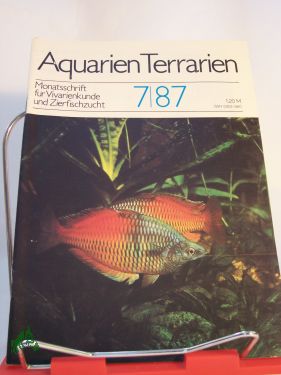 Aquarien Terrarien
Monatsschrift
für Vivarienkunde
und Zierfischzucht
7/87
1,20 M